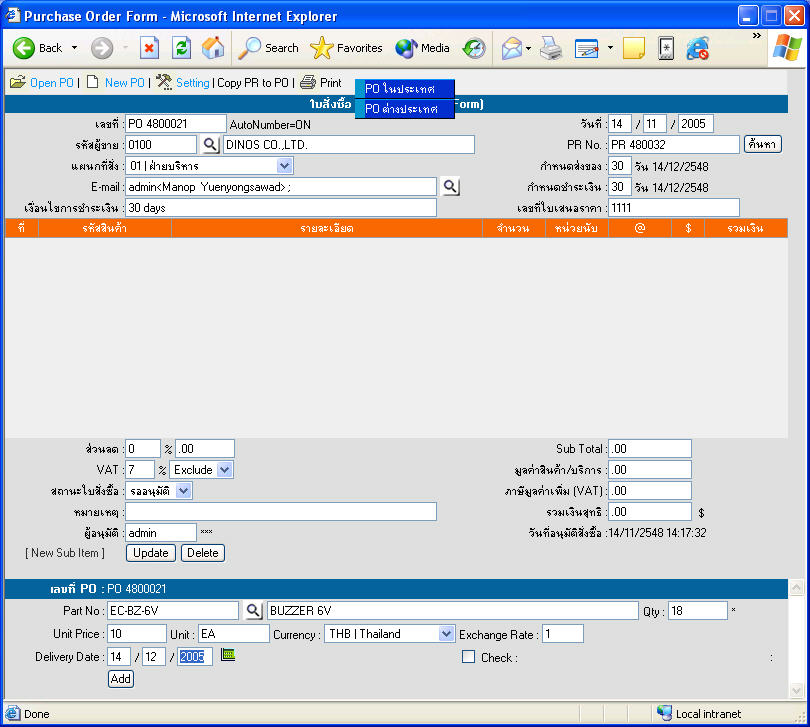 Purchase Order Form - Microsoft Internet Explorer
Back Search Favorites Media »
Open PO | New PO | Setting | Copy PR to PO | Print
PO ในประเทศ
PO ต่างประเทศ
ใบสั่งซื้อ Form)
เลขที่ : PO 4800021 AutoNumber=ON วันที่ : 14 / 11 / 2005
รหัสผู้ขาย : 0100 DINOS CO.,LTD. PR No. : PR 480032 ค้นหา
แผนกที่สั่ง : 01 | ฝ่ายบริหาร กำหนดส่งของ : 30 วัน 14/12/2548
E-mail : admin<Manop Yuenyongsawad>; กำหนดชำระเงิน : 30 วัน 14/12/2548
เงื่อนไขการชำระเงิน : 30 days เลขที่ใบเสนอราคา : 1111
ที่ รหัสสินค้า รายละเอียด จำนวน หน่วยนับ @ $ รวมเงิน
ส่วนลด : 0 % .00 Sub Total : .00
VAT : 7 % Exclude มูลค่าสินค้า/บริการ : .00
สถานะใบสั่งซื้อ : รออนุมัติ ภาษีมูลค่าเพิ่ม (VAT) : .00
หมายเหตุ : รวมเงินสุทธิ : .00 $
ผู้อนุมัติ : admin *** วันที่อนุมัติสั่งซื้อ :14/11/2548 14:17:32
[ New Sub Item ] Update Delete
เลขที่ PO : PO 4800021
Part No : EC-BZ-6V BUZZER 6V Qty : 18 *
Unit Price : 10 Unit : EA Currency : THB | Thailand Exchange Rate : 1
Delivery Date : 14 / 12 / 2005 Check : :
Add
Done Local intranet